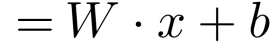 = W · x + b